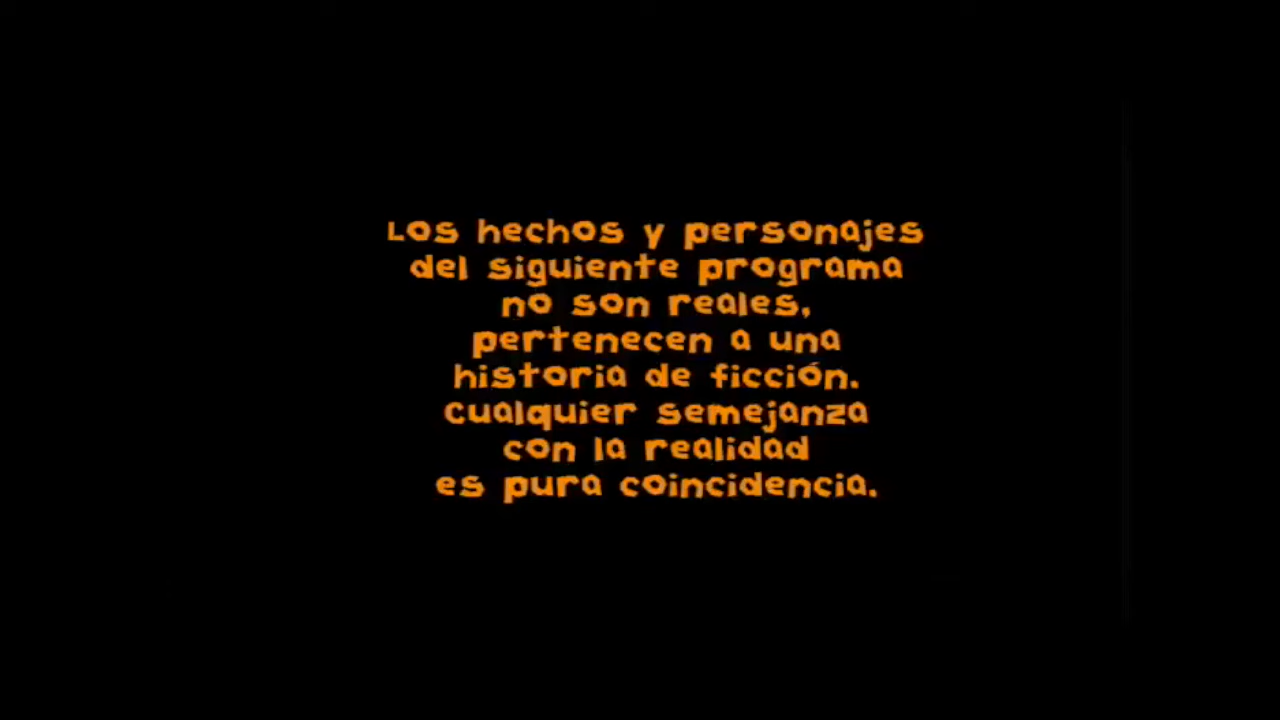 Los hechos y personajes
del siguiente programa
no son reales,
pertenecen a una
historia de ficción.
cualquier semejanza
con la realidad
es pura coincidencia.